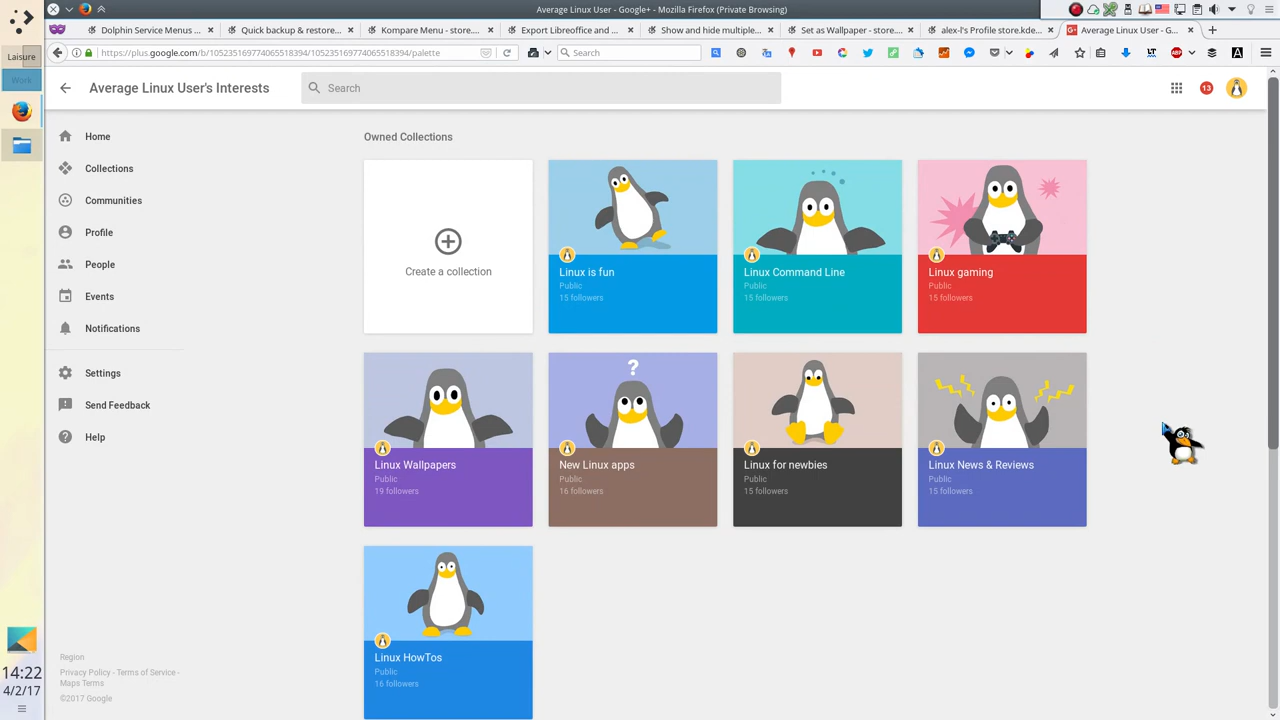 Average Linux User - Google+ - Mozilla Firefox (Private Browsing)
Dolphin Service Menus ...
Quick backup & restore...
Kompare Menu - store....
Export Libreoffice and ...
Show and hide multiple...
Set as Wallpaper - store....
alex-l's Profile store.kde...
Average Linux User - G...
https://plus.google.com/b/105235169774065518394/105235169774065518394/palette
Search
Laisure
Work
Average Linux User's Interests
Search
13
Home
Collections
Communities
Profile
People
Events
Notifications
Settings
Send Feedback
Help
Owned Collections
Create a collection
Linux is fun
Public
15 followers
Linux Command Line
Public
15 followers
Linux gaming
Public
15 followers
Linux Wallpapers
Public
19 followers
?
New Linux apps
Public
16 followers
Linux for newbies
Public
15 followers
Linux News & Reviews
Public
15 followers
Linux HowTos
Public
16 followers
Region
Privacy Policy - Terms of Service -
Maps Terms
©2017 Google
14:22
4/2/17